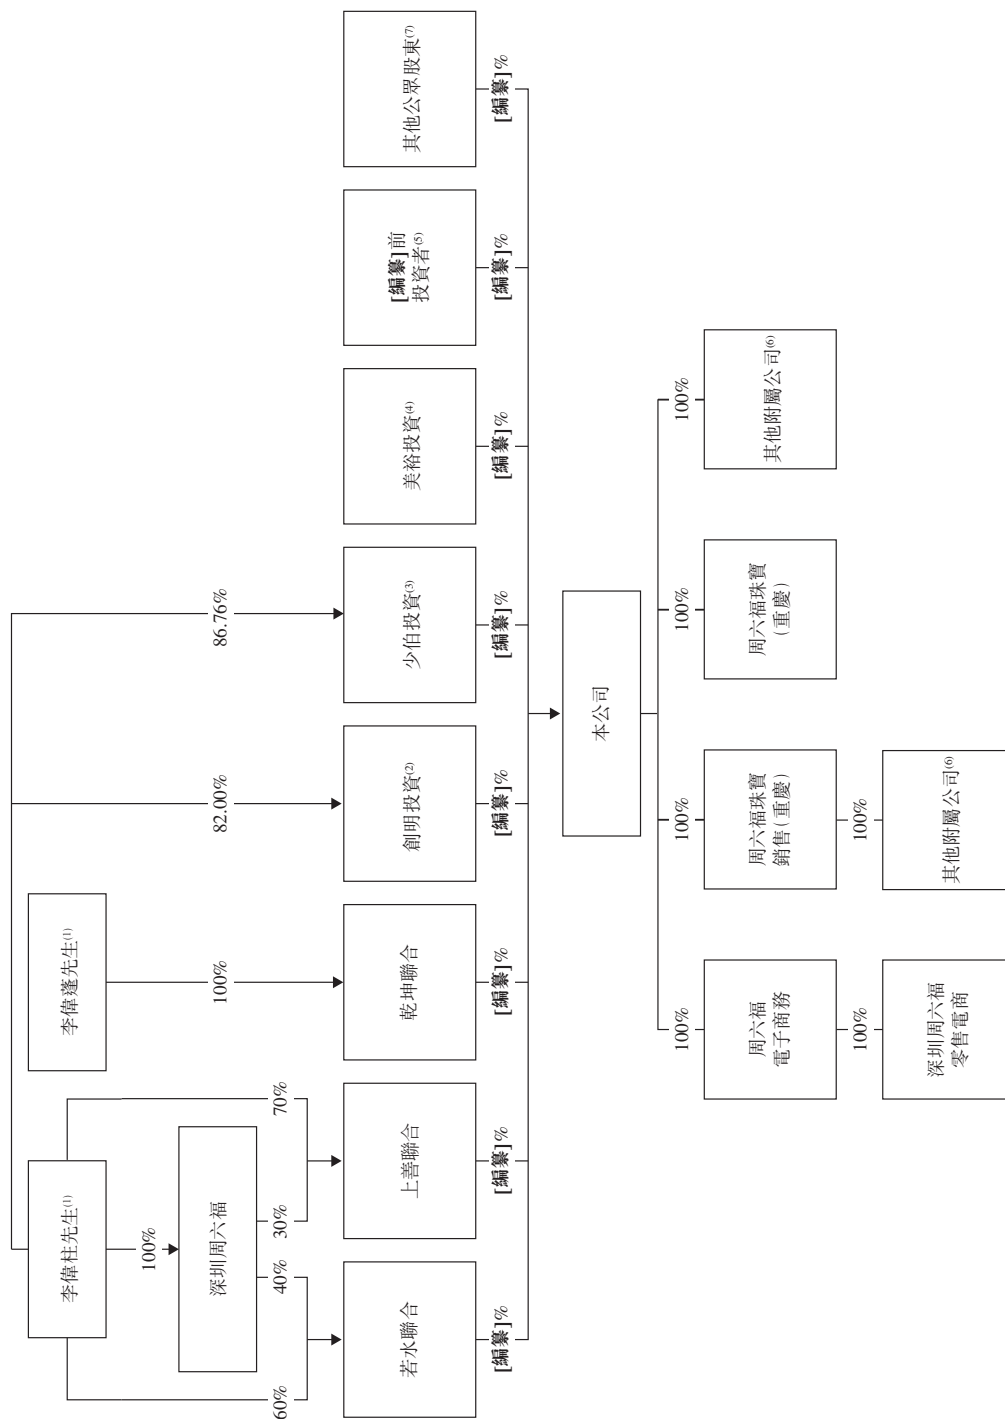 李偉柱先生(1)
李偉蓬先生(1)
100%
深圳周六福
60%
40%
30%
70%
100%
82.00%
86.76%
若水聯合
上善聯合
乾坤聯合
創明投資(2)
少伯投資(3)
美裕投資(4)
[編纂]前
投資者(5)
其他公眾股東(7)
[編纂]%
[編纂]%
[編纂]%
[編纂]%
[編纂]%
[編纂]%
[編纂]%
[編纂]%
本公司
100%
100%
100%
100%
周六福
電子商務
周六福珠寶
銷售(重慶)
周六福珠寶
(重慶)
其他附屬公司(6)
100%
100%
深圳周六福
零售電商
其他附屬公司(6)